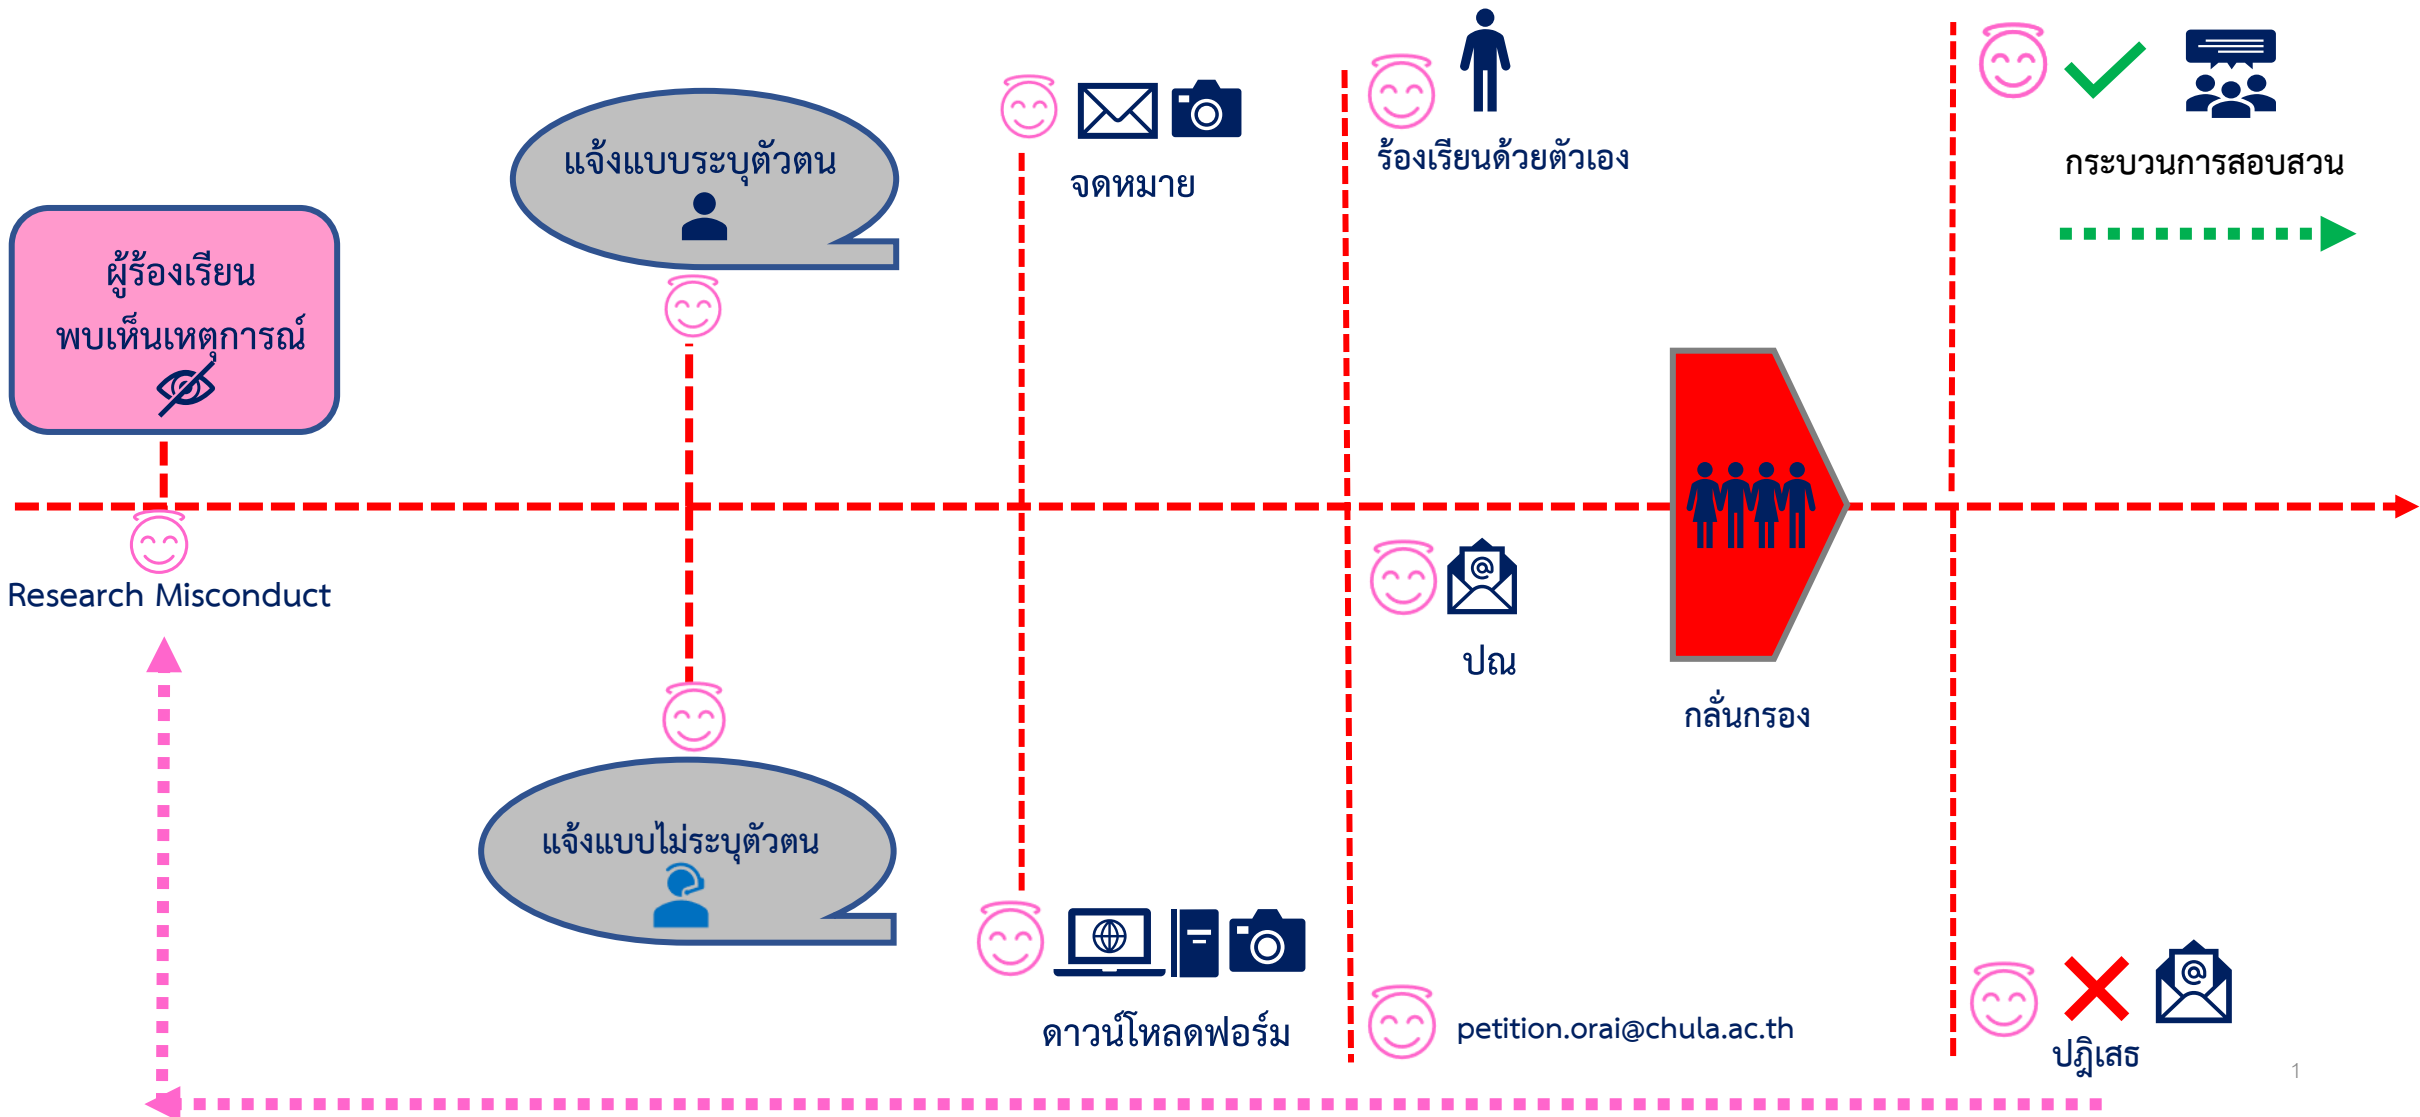 ผู้ร้องเรียน
พบเห็นเหตุการณ์
Research Misconduct
แจ้งแบบระบุตัวตน
แจ้งแบบไม่ระบุตัวตน
จดหมาย
ดาวน์โหลดฟอร์ม
ร้องเรียนด้วยตัวเอง
ปณ
petition.orai@chula.ac.th
กลั่นกรอง
กระบวนการสอบสวน
ปฎิเสธ
1